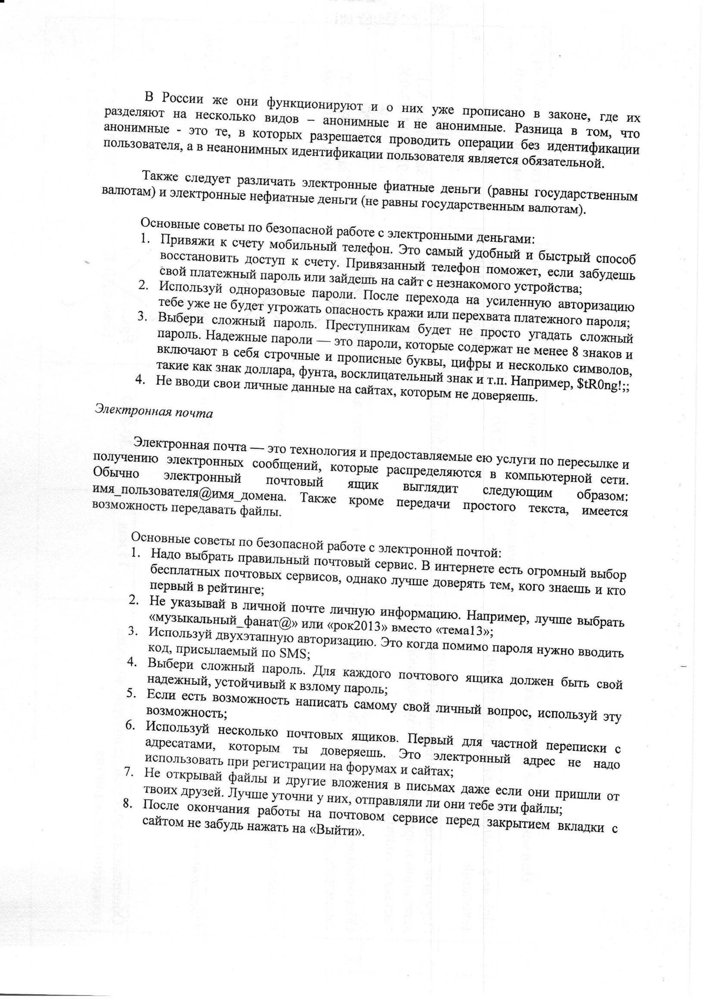 В России же они функционируют и о них уже прописано в законе, где их
разделяют на несколько видов – анонимные и не анонимные. Разница в том, что
анонимные - это те, в которых разрешается проводить операции без идентификации
пользователя, а в неанонимных идентификации пользователя является обязательной.
Также следует различать электронные фиатные деньги (равны государственным
валютам) и электронные нефиатные деньги (не равны государственным валютам).
Основные советы по безопасной работе с электронными деньгами:
1. Привяжи к счету мобильный телефон. Это самый удобный и быстрый способ
восстановить доступ к счету. Привязанный телефон поможет, если забудешь
свой платежный пароль или зайдешь на сайт с незнакомого устройства;
2. Используй одноразовые пароли. После перехода на усиленную авторизацию
тебе уже не будет угрожать опасность кражи или перехвата платежного пароля;
3. Выбери сложный пароль. Преступникам будет не просто угадать сложный
пароль. Надежные пароли — это пароли, которые содержат не менее 8 знаков и
включают в себя строчные и прописные буквы, цифры и несколько символов,
такие как знак доллара, фунта, восклицательный знак и т.п. Например, $tR0ng!;;
4. Не вводи свои личные данные на сайтах, которым не доверяешь.
Электронная почта
Электронная почта — это технология и предоставляемые ею услуги по пересылке и
получению электронных сообщений, которые распределяются в компьютерной сети.
Обычно электронный почтовый ящик выглядит следующим образом:
имя_пользователя@имя_домена. Также кроме передачи простого текста, имеется
возможность передавать файлы.
Основные советы по безопасной работе с электронной почтой:
1. Надо выбрать правильный почтовый сервис. В интернете есть огромный выбор
бесплатных почтовых сервисов, однако лучше доверять тем, кого знаешь и кто
первый в рейтинге;
2. Не указывай в личной почте личную информацию. Например, лучше выбрать
«музыкальный_фанат@» или «рок2013» вместо «тема13»;
3. Используй двухэтапную авторизацию. Это когда помимо пароля нужно вводить
код, присылаемый по SMS;
4. Выбери сложный пароль. Для каждого почтового ящика должен быть свой
надежный, устойчивый к взлому пароль;
5. Если есть возможность написать самому свой личный вопрос, используй эту
возможность;
6. Используй несколько почтовых ящиков. Первый для частной переписки с
адресатами, которым ты доверяешь. Это электронный адрес не надо
использовать при регистрации на форумах и сайтах;
7. Не открывай файлы и другие вложения в письмах даже если они пришли от
твоих друзей. Лучше уточни у них, отправляли ли они тебе эти файлы;
8. После окончания работы на почтовом сервисе перед закрытием вкладки с
сайтом не забудь нажать на «Выйти».